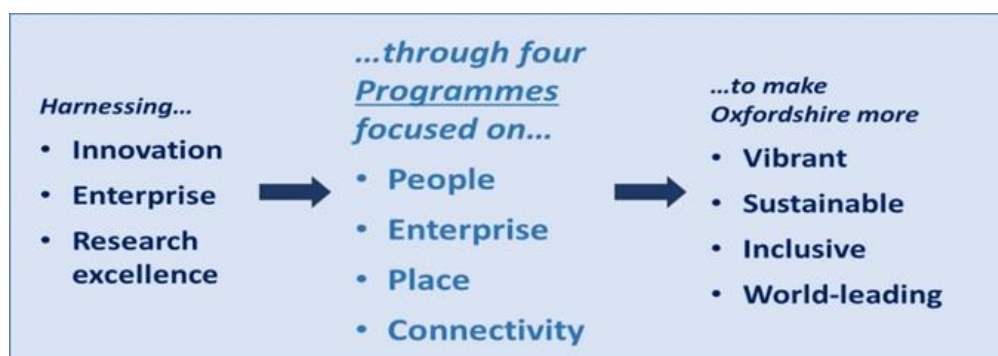 Harnessing...
• Innovation
• Enterprise
• Research
excellence
...through four
Programmes
focused on...
• People
• Enterprise
• Place
• Connectivity
...to make
Oxfordshire more
• Vibrant
• Sustainable
• Inclusive
• World-leading